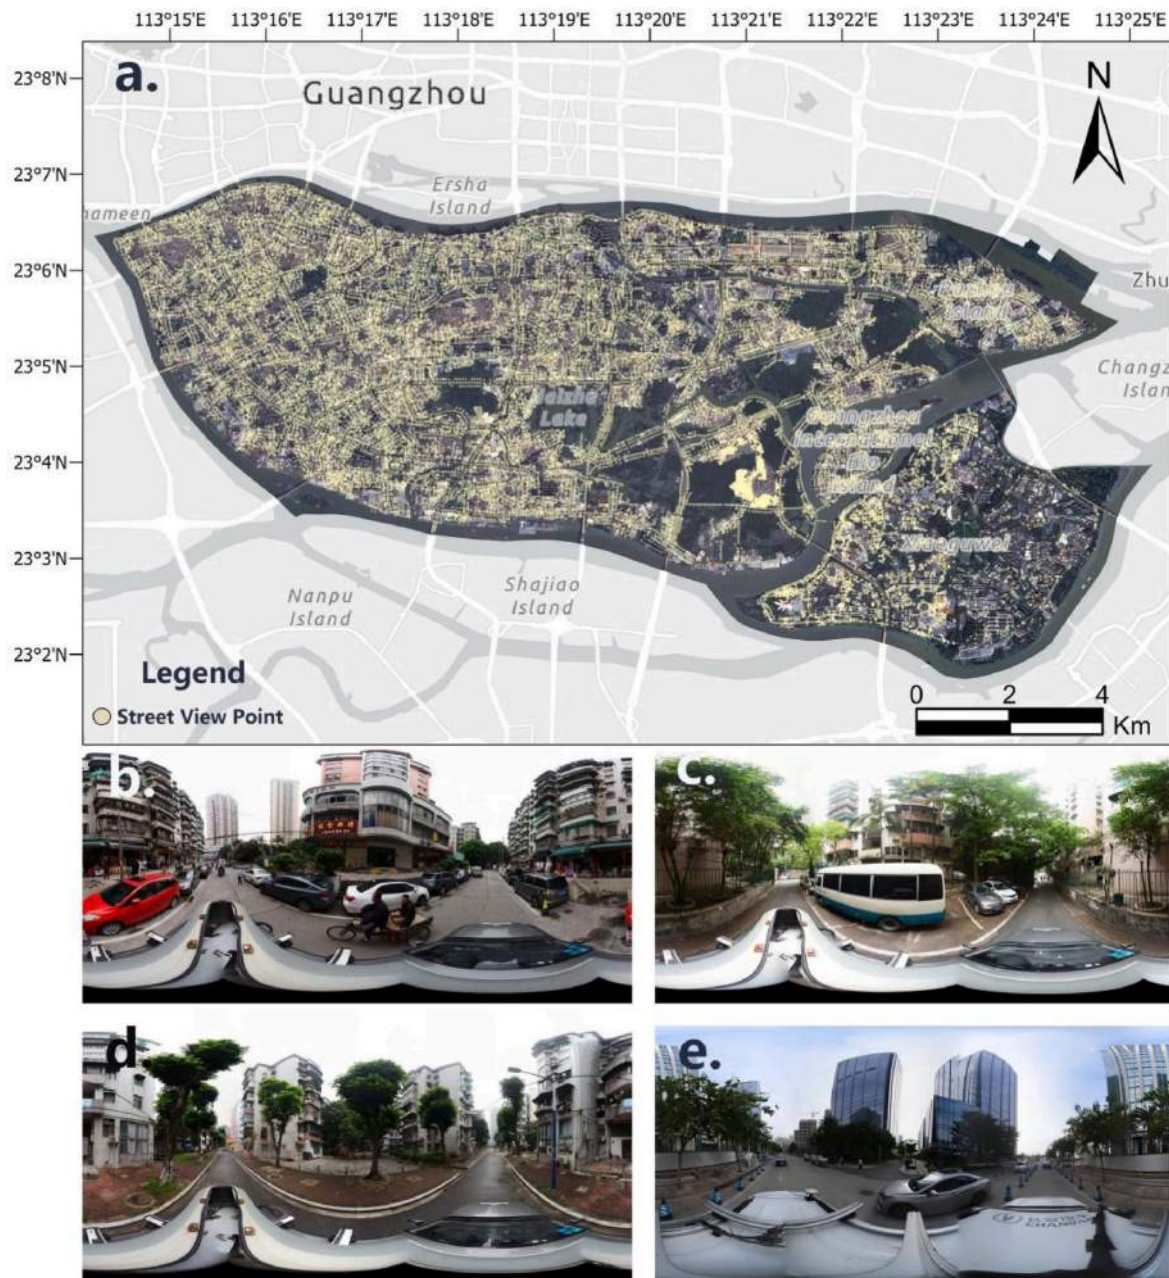 113°15'E 113°16'E 113°17'E 113°18'E 113°19'E 113°20'E 113°21'E 113°22'E 113°23'E 113°24'E 113°25'E
a.
N
23°8'N
Guangzhou
23°7'N
Ersha
Island
hameen
23°6'N
Zhu
Island
23°5'N
Changz
Islan
Haizhu
Lake
Guangzhou
International
Bio
Island
23°4'N
Xiaoguwei
23°3'N
Shajiao
Island
Nanpu
Island
23°2'N
Legend
Street View Point
0 2 4
Km
b.
c.
d
e.
CHANGAN